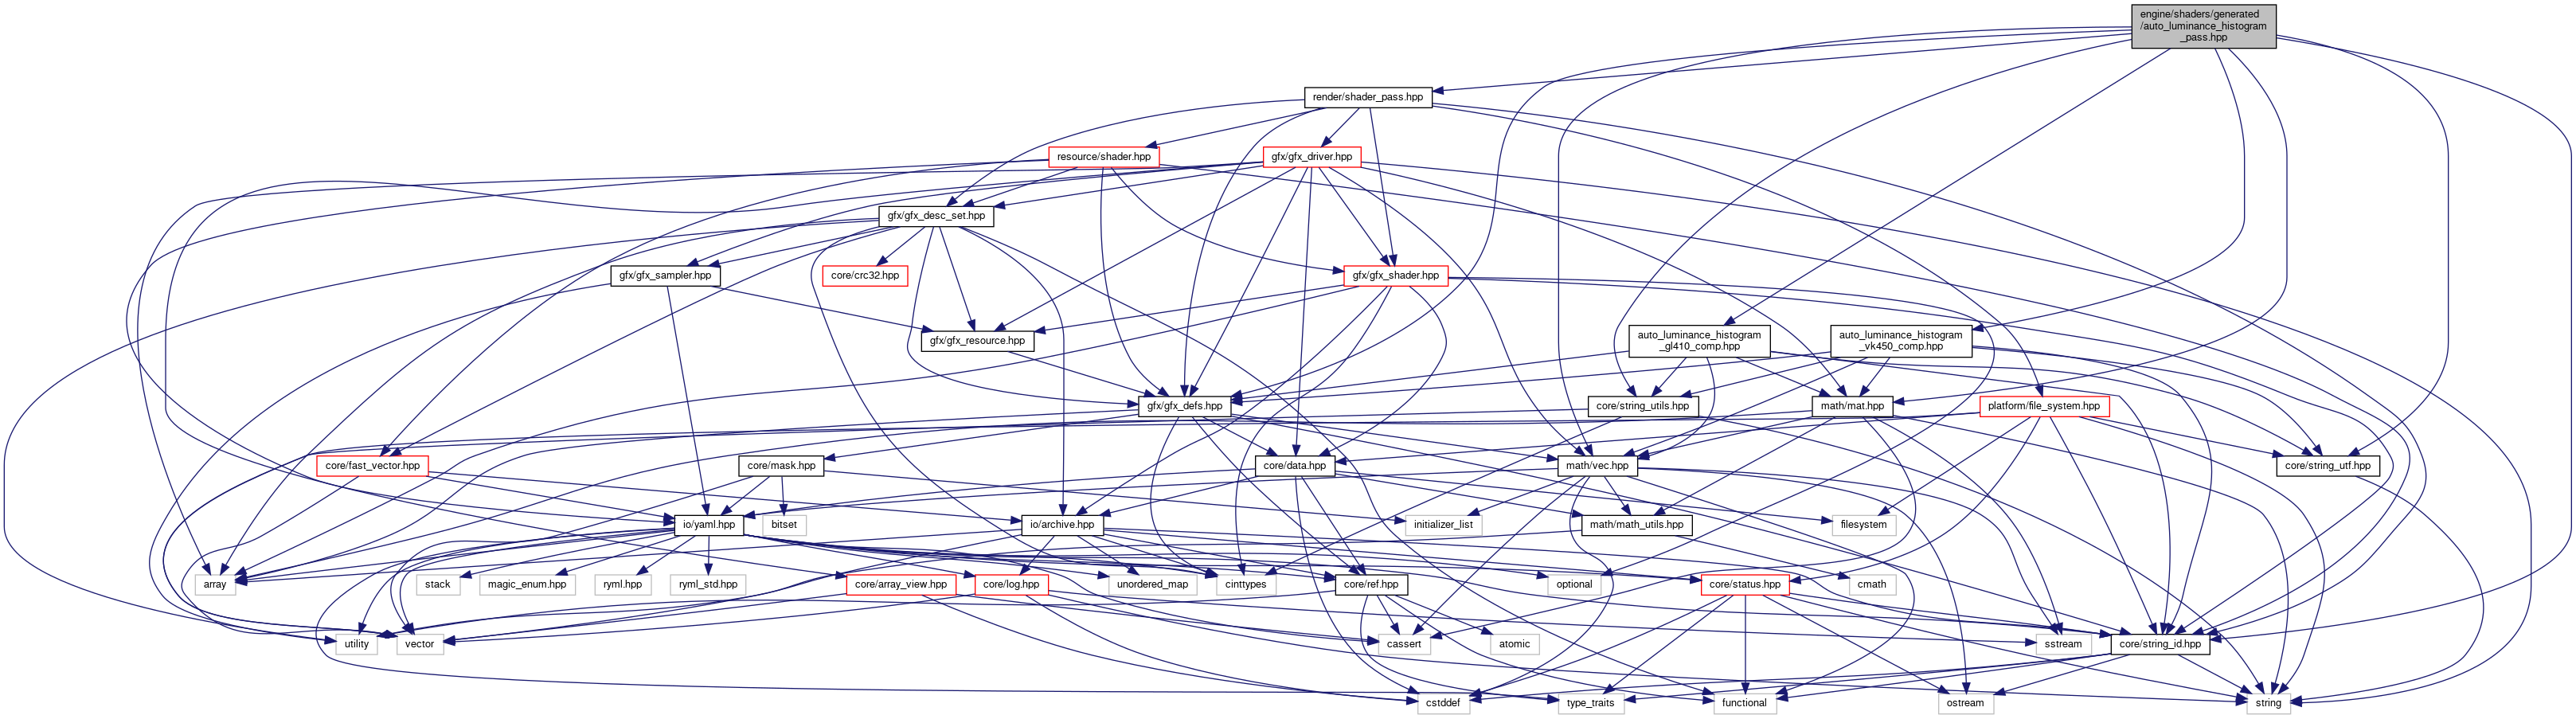 engine/shaders/generated
/auto_luminance_histogram
_pass.hpp
render/shader_pass.hpp
resource/shader.hpp
gfx/gfx_driver.hpp
gfx/gfx_desc_set.hpp
gfx/gfx_sampler.hpp
core/crc32.hpp
gfx/gfx_shader.hpp
gfx/gfx_resource.hpp
auto_luminance_histogram
_gl410_comp.hpp
auto_luminance_histogram
_vk450_comp.hpp
gfx/gfx_defs.hpp
core/string_utils.hpp
math/mat.hpp
platform/file_system.hpp
core/fast_vector.hpp
core/mask.hpp
core/data.hpp
math/vec.hpp
core/string_utf.hpp
io/yaml.hpp
bitset
io/archive.hpp
initializer_list
math/math_utils.hpp
filesystem
array
stack
magic_enum.hpp
ryml.hpp
ryml_std.hpp
core/array_view.hpp
core/log.hpp
unordered_map
cinttypes
core/ref.hpp
optional
core/status.hpp
cmath
utility
vector
cassert
atomic
sstream
core/string_id.hpp
cstddef
type_traits
functional
ostream
string